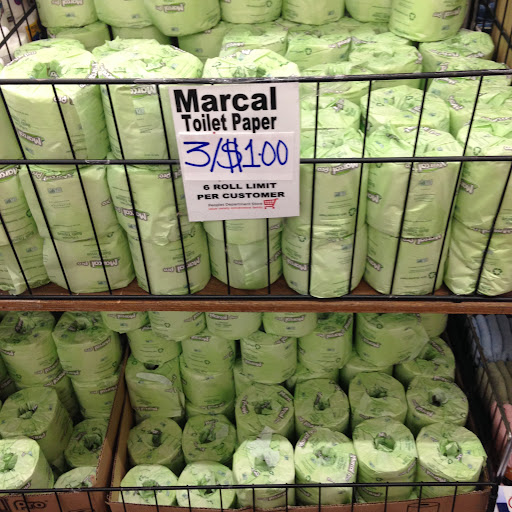 Marcal
Toilet Paper
3/$1.00
6 ROLL LIMIT
PER CUSTOMER